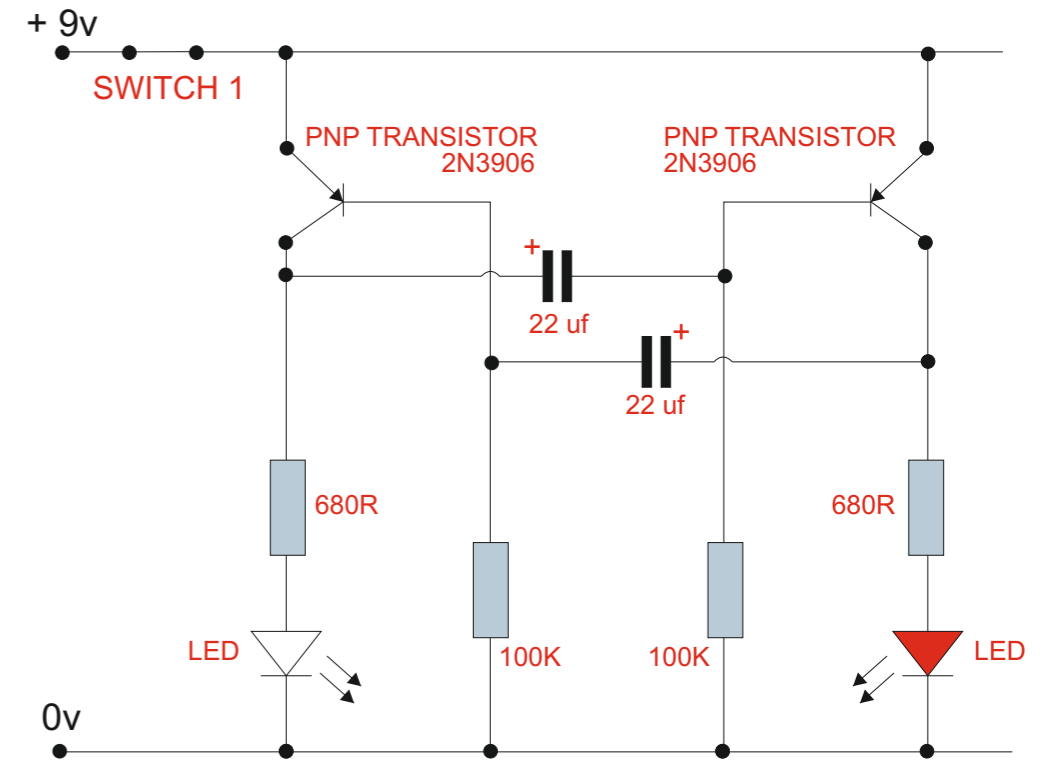 + 9v
SWITCH 1
PNP TRANSISTOR
2N3906
PNP TRANSISTOR
2N3906
+
22 uf
+
22 uf
680R
680R
LED
100K
100K
LED
0v